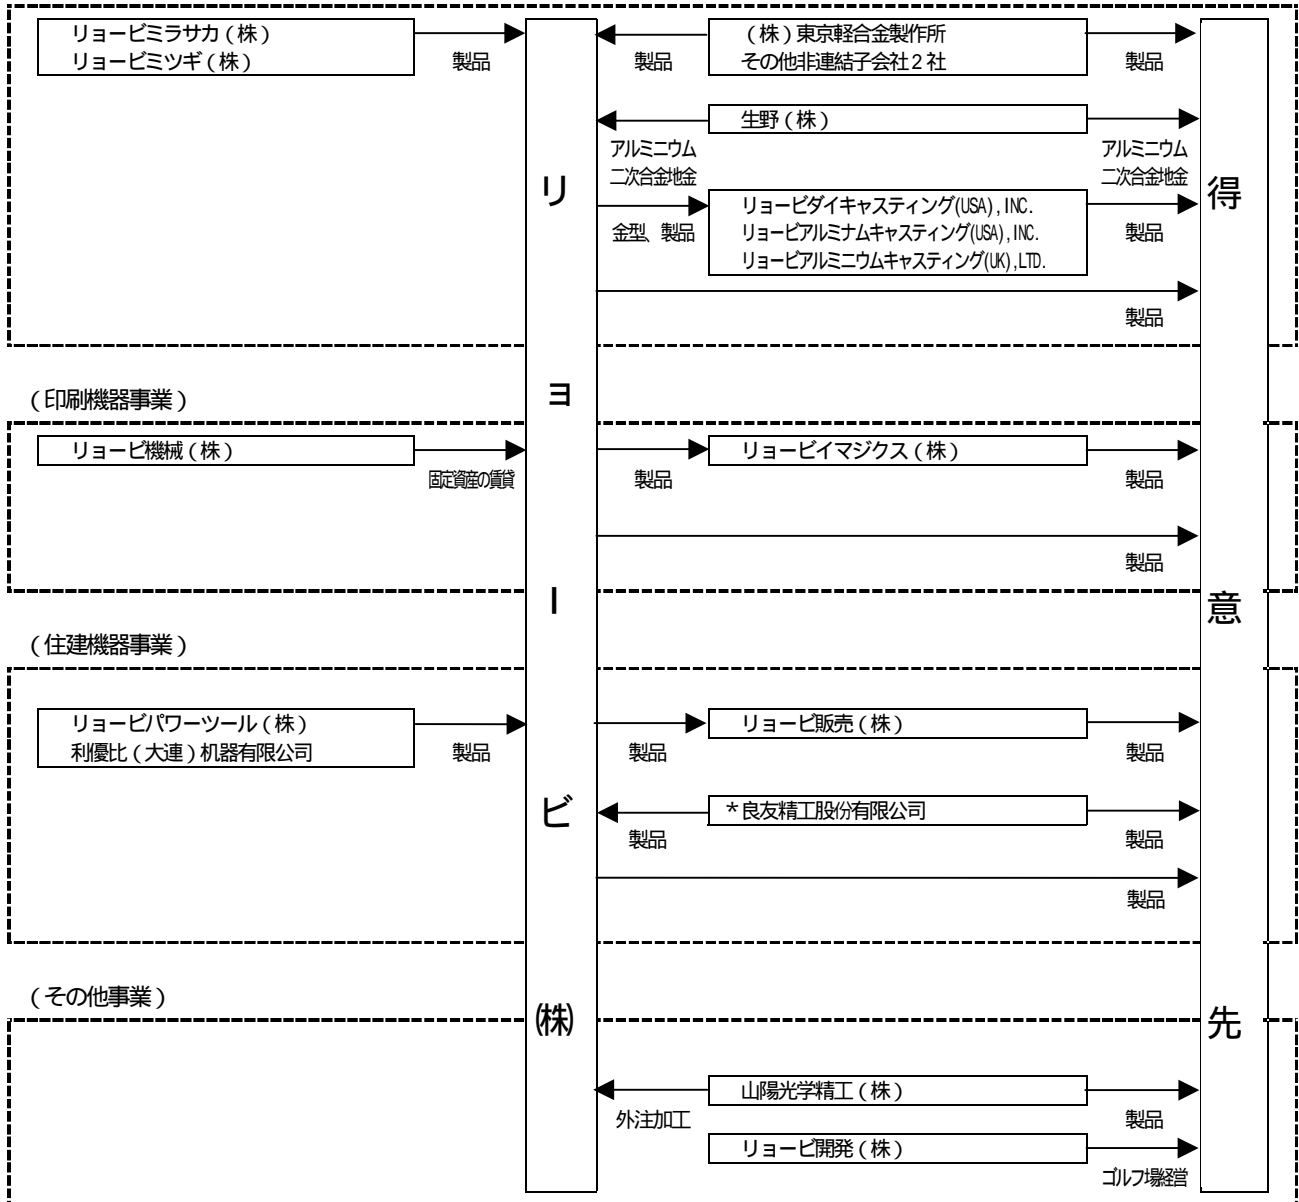 リョービミラサカ（株）
リョービミツギ（株）
製品
製品
（株）東京軽合金製作所
その他非連結子会社２社
製品
生野（株）
アルミニウム
二次合金地金
アルミニウム
二次合金地金
金型、製品
リョービダイキャスティング(USA),INC.
リョービアルミナムキャスティング(USA),INC.
リョービアルミニウムキャスティング(UK),LTD.
製品
製品
（印刷機器事業）
リョービ機械（株）
固定資産の賃貸
製品
リョービイマジクス（株）
製品
製品
（住建機器事業）
リョービパワーツール（株）
利優比（大連）机器有限公司
製品
製品
リョービ販売（株）
製品
＊良友精工股份有限公司
製品
製品
製品
（その他事業）
山陽光学精工（株）
外注加工
製品
リョービ開発（株）
ゴルフ場経営
リョービ㈱
得意先